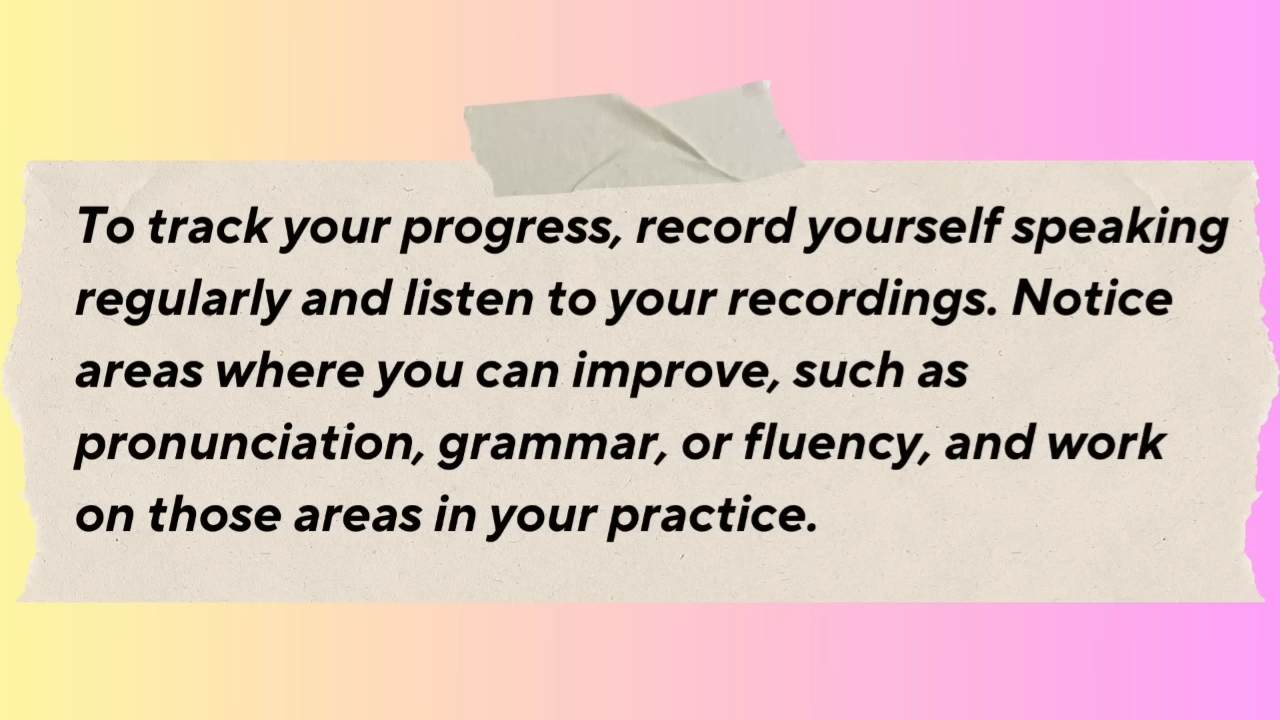 To track your progress, record yourself speaking
regularly and listen to your recordings. Notice
areas where you can improve, such as
pronunciation, grammar, or fluency, and work
on those areas in your practice.